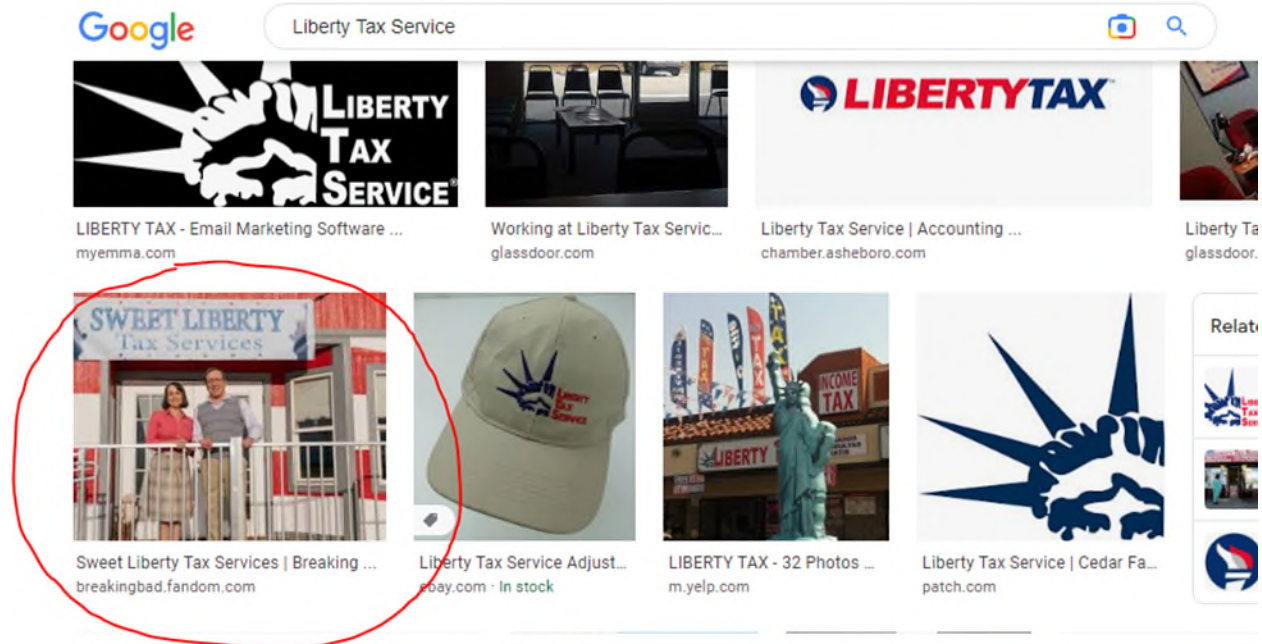 Google
Liberty Tax Service
LIBERTY
TAX
SERVICE®
LIBERTYTAX™
LIBERTY TAX - Email Marketing Software ...
myemma.com
Working at Liberty Tax Servic...
glassdoor.com
Liberty Tax Service | Accounting ...
chamber.asheboro.com
Liberty Ta
glassdoor.
SWEET LIBERTY
Tax Services
LIBERTY
TAX
SERVICE
TAX
TAX
TAX
INCOME
TAX
LIBERTY
Relate
Sweet Liberty Tax Services | Breaking ...
breakingbad.fandom.com
Liberty Tax Service Adjust...
ebay.com · In stock
LIBERTY TAX - 32 Photos ...
m.yelp.com
Liberty Tax Service | Cedar Fa...
patch.com